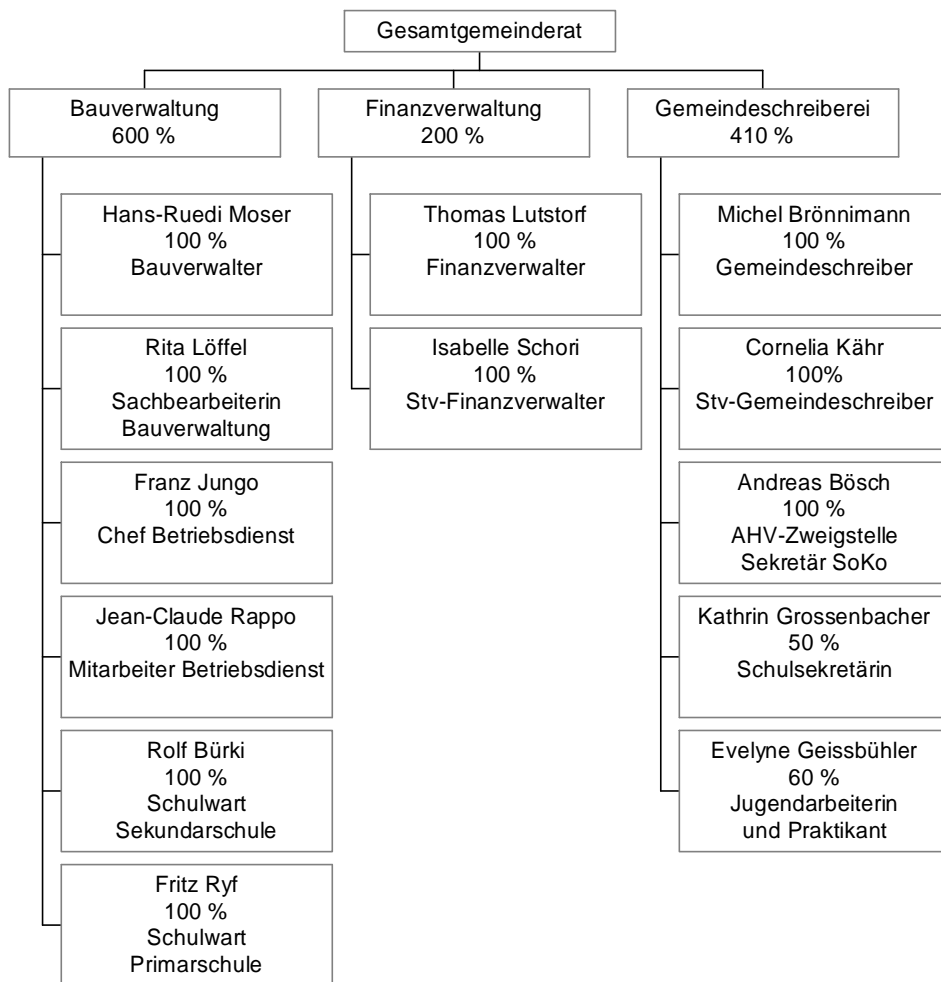 Gesamtgemeinderat
Bauverwaltung
600 %
Hans-Ruedi Moser
100 %
Bauverwalter
Rita Löffel
100 %
Sachbearbeiterin
Bauverwaltung
Franz Jungo
100 %
Chef Betriebsdienst
Jean-Claude Rappo
100 %
Mitarbeiter Betriebsdienst
Rolf Bürki
100 %
Schulwart
Sekundarschule
Fritz Ryf
100 %
Schulwart
Primarschule
Finanzverwaltung
200 %
Thomas Lutstorf
100 %
Finanzverwalter
Isabelle Schori
100 %
Stv-Finanzverwalter
Gemeindeschreiberei
410 %
Michel Brönnimann
100 %
Gemeindeschreiber
Cornelia Kähr
100%
Stv-Gemeindeschreiber
Andreas Bösch
100 %
AHV-Zweigstelle
Sekretär SoKo
Kathrin Grossenbacher
50 %
Schulsekretärin
Evelyne Geissbühler
60 %
Jugendarbeiterin
und Praktikant